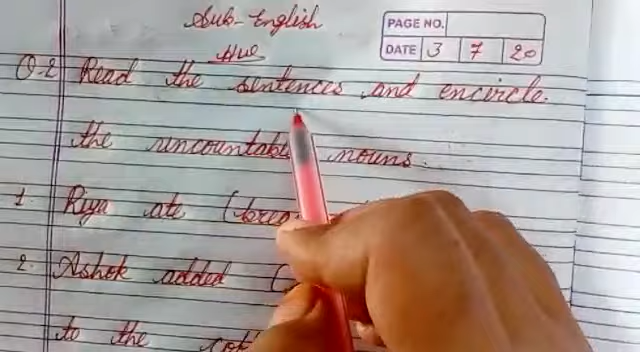 Sub- English
PAGE NO.
DATE 3 7 20
H.W
Q-2 Read the sentences and encircle
the uncountable nouns.
1. Riya ate (
2. Ashok added (
to the